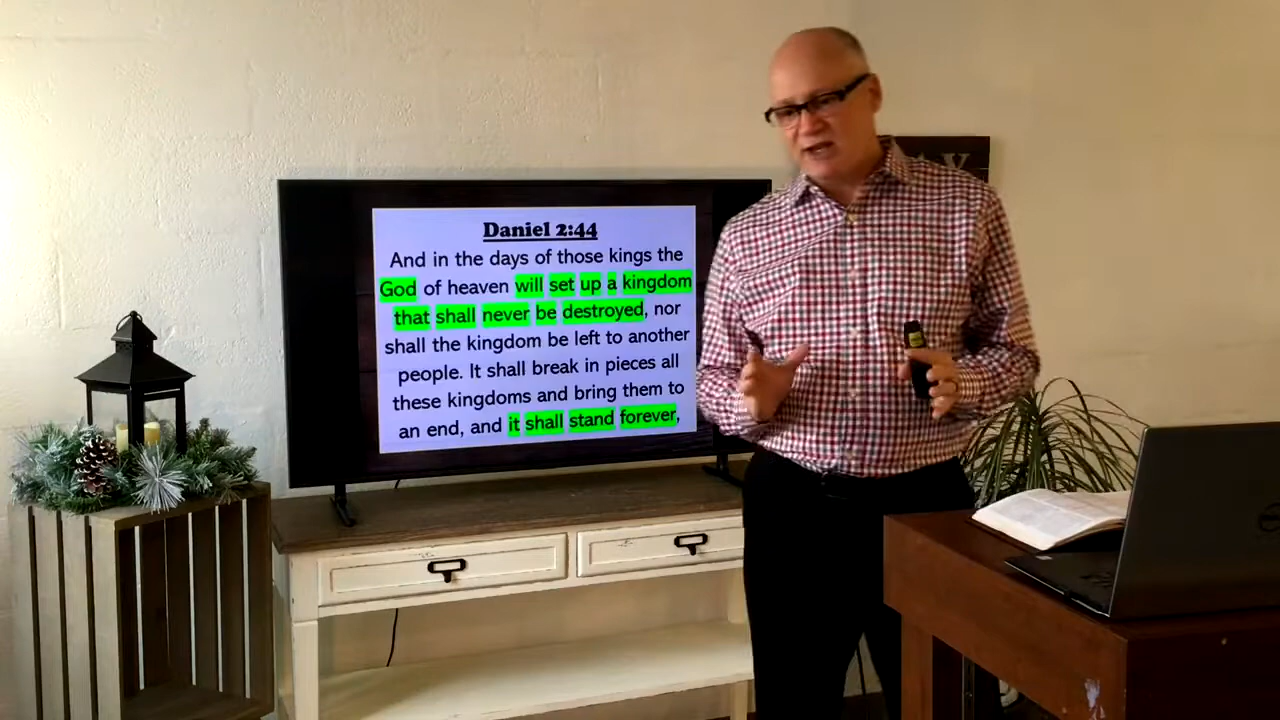 Daniel 2:44
And in the days of those kings the
God of heaven will set up a kingdom
that shall never be destroyed, nor
shall the kingdom be left to another
people. It shall break in pieces all
these kingdoms and bring them to
an end, and it shall stand forever,